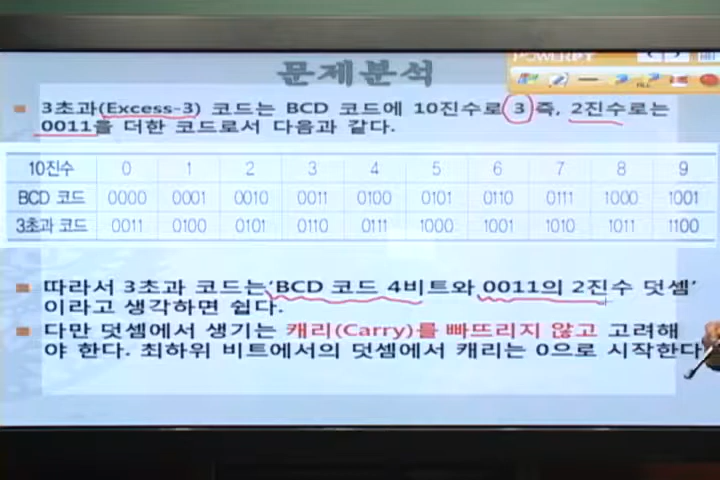 문제분석
3초과(Excess-3) 코드는 BCD 코드에 10진수로 3 즉, 2진수로는
0011을 더한 코드로서 다음과 같다.
10진수 0 1 2 3 4 5 6 7 8 9
BCD 코드 0000 0001 0010 0011 0100 0101 0110 0111 1000 1001
3초과 코드 0011 0100 0101 0110 0111 1000 1001 1010 1011 1100
따라서 3초과 코드는'BCD 코드 4비트와 0011의 2진수 덧셈'
이라고 생각하면 쉽다.
다만 덧셈에서 생기는 캐리(Carry)를 빠뜨리지 않고 고려해
야 한다. 최하위 비트에서의 덧셈에서 캐리는 0으로 시작한다